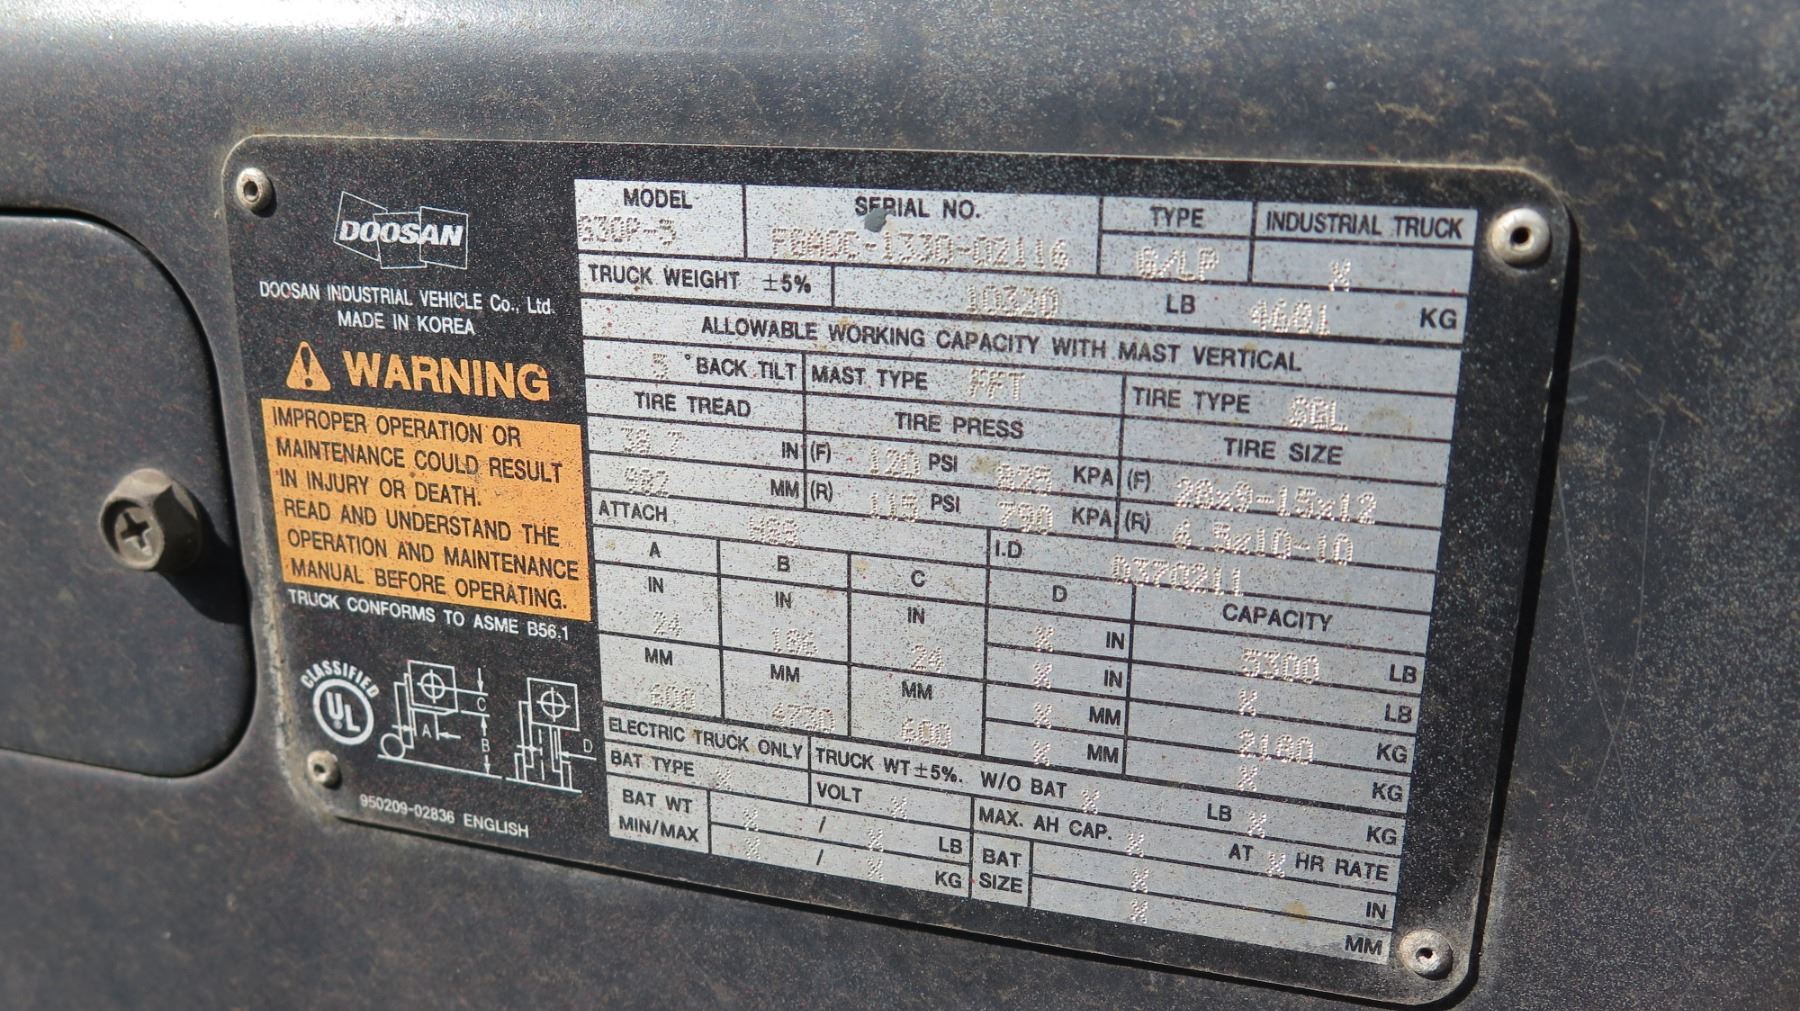 DOOSAN
DOOSAN INDUSTRIAL VEHICLE Co., Ltd.
MADE IN KOREA
WARNING
IMPROPER OPERATION OR
MAINTENANCE COULD RESULT
IN INJURY OR DEATH.
READ AND UNDERSTAND THE
OPERATION AND MAINTENANCE
MANUAL BEFORE OPERATING.
TRUCK CONFORMS TO ASME B56.1
CLASSIFIED
UL
A C B D
950209-02836 ENGLISH
MODEL SERIAL NO. TYPE INDUSTRIAL TRUCK
G30P-5 G/LP X
TRUCK WEIGHT ±5% 10320 LB 4681 KG
ALLOWABLE WORKING CAPACITY WITH MAST VERTICAL
5 °BACK TILT MAST TYPE FFT TIRE TYPE SGL
TIRE TREAD TIRE PRESS TIRE SIZE
38.7 IN (F) 120 PSI 825 KPA (F) 28x9-15x12
982 MM (R) 115 PSI 790 KPA (R) 6.5x10-10
ATTACH. I.D 0370211
A B C D CAPACITY
IN IN IN X IN 5300 LB
24 186 24 X IN X LB
MM MM MM X MM 2180 KG
600 4730 600 X MM X KG
ELECTRIC TRUCK ONLY TRUCK WT ±5%. W/O BAT X LB X KG
BAT TYPE X VOLT X MAX. AH CAP. X AT X HR RATE
BAT WT X / X LB BAT X IN
MIN/MAX X / X KG SIZE X MM